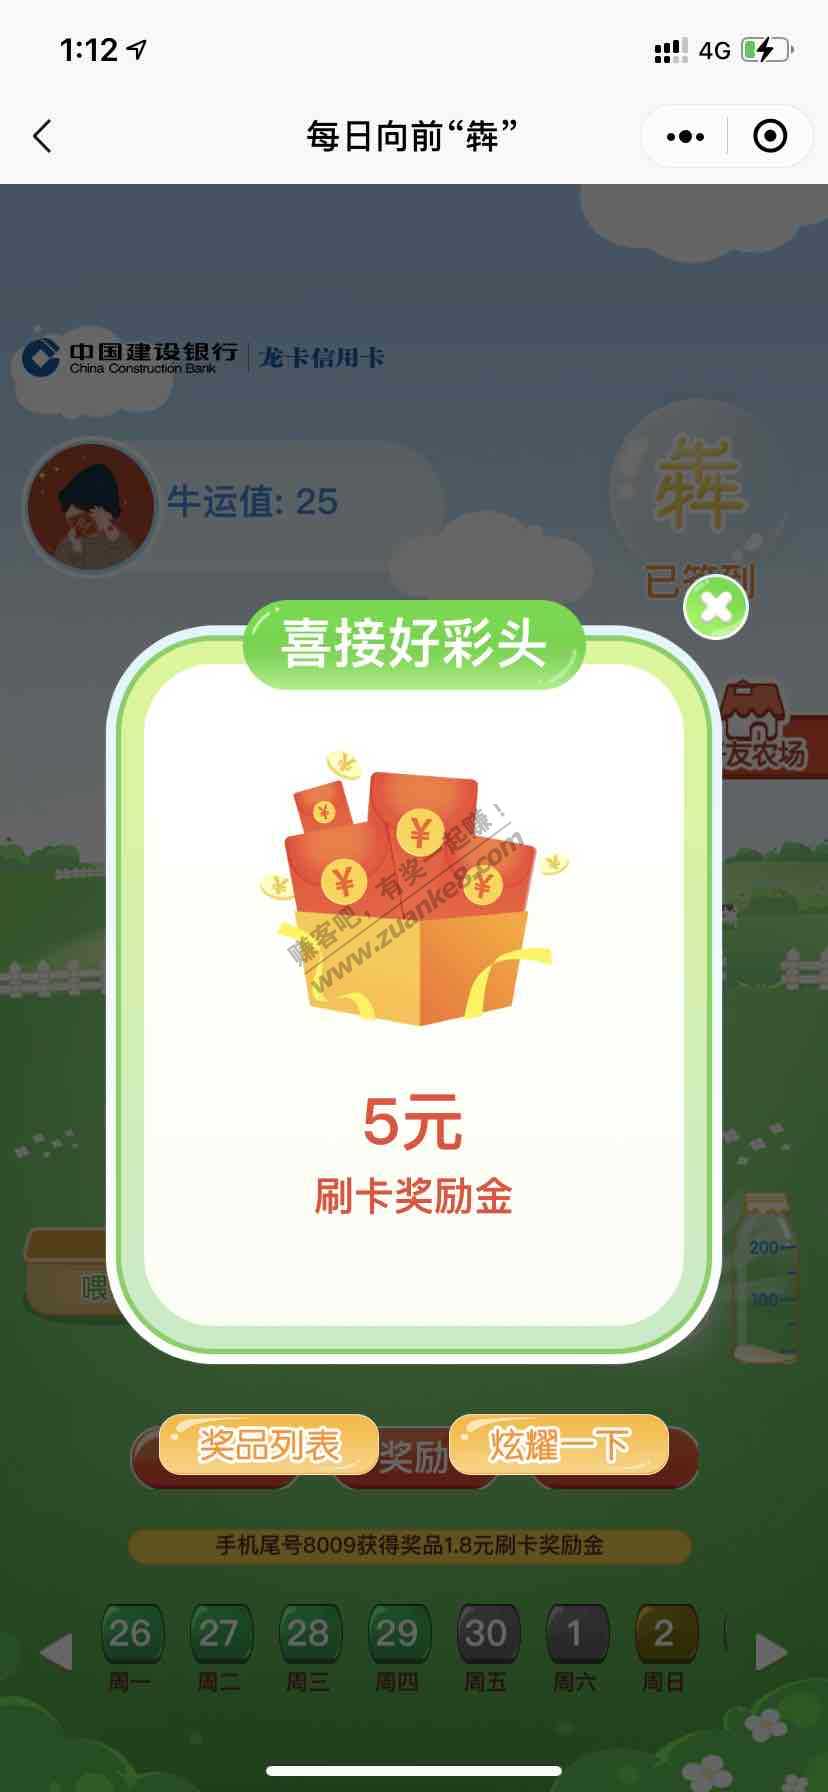 1:12
4G
每日向前“犇”
中国建设银行
China Construction Bank
龙卡信用卡
牛运值: 25
犇
已签到
喜接好彩头
友农场
¥
¥
¥
¥
赚客吧，有奖一起赚！
www.zuanke8.com
5元
刷卡奖励金
200
100
喂
奖品列表
奖励
炫耀一下
手机尾号8009获得奖品1.8元刷卡奖励金
26 27 28 29 30 1 2
周一 周二 周三 周四 周五 周六 周日